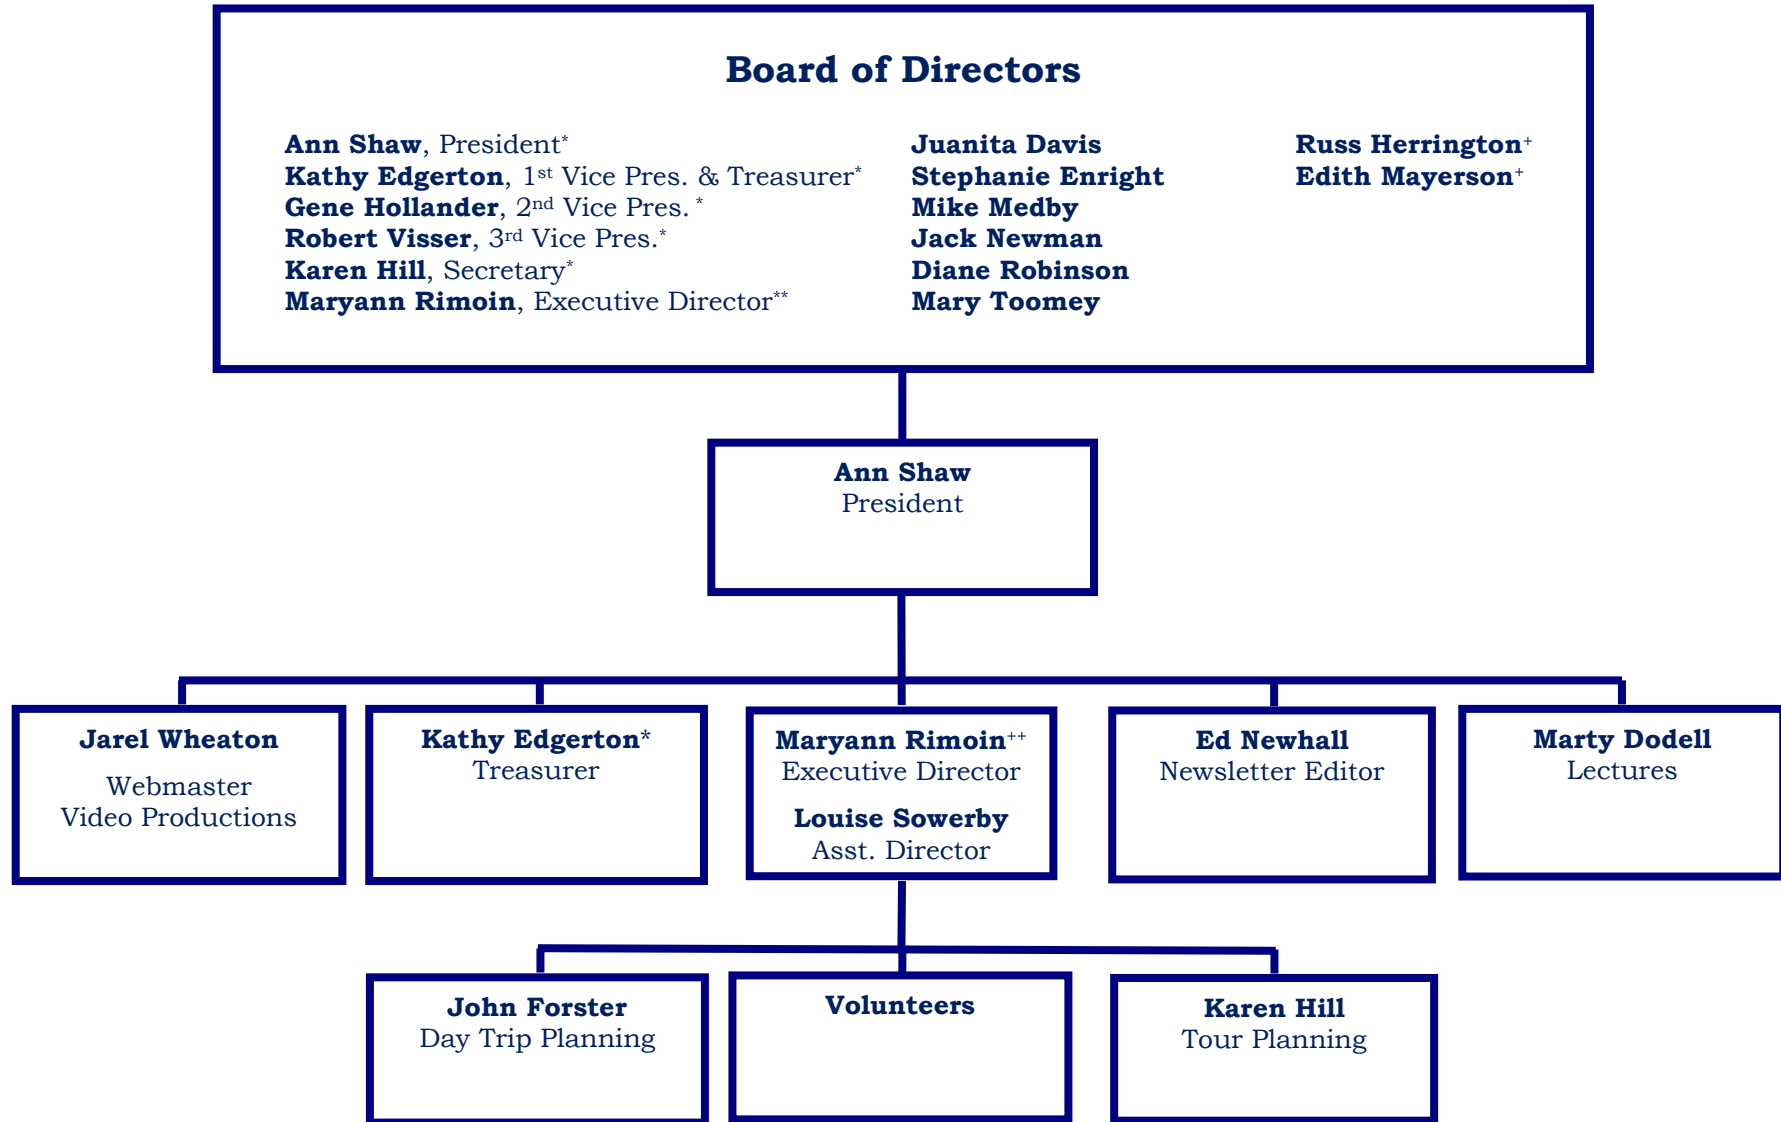 Board of Directors
Ann Shaw, President*
Kathy Edgerton, 1st Vice Pres. & Treasurer*
Gene Hollander, 2nd Vice Pres. *
Robert Visser, 3rd Vice Pres.*
Karen Hill, Secretary*
Maryann Rimoin, Executive Director**
Juanita Davis
Stephanie Enright
Mike Medby
Jack Newman
Diane Robinson
Mary Toomey
Russ Herrington+
Edith Mayerson+
Ann Shaw
President
Jarel Wheaton
Webmaster
Video Productions
Kathy Edgerton*
Treasurer
Maryann Rimoin++
Executive Director
Louise Sowerby
Asst. Director
Ed Newhall
Newsletter Editor
Marty Dodell
Lectures
John Forster
Day Trip Planning
Volunteers
Karen Hill
Tour Planning